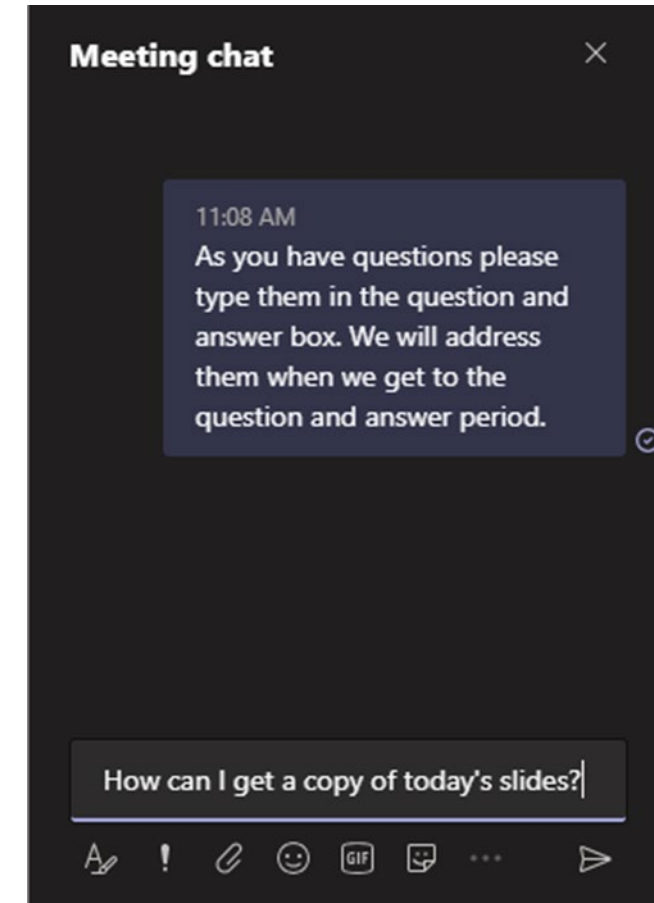 Meeting chat
11:08 AM
As you have questions please
type them in the question and
answer box. We will address
them when we get to the
question and answer period.
How can I get a copy of today's slides?
GIF